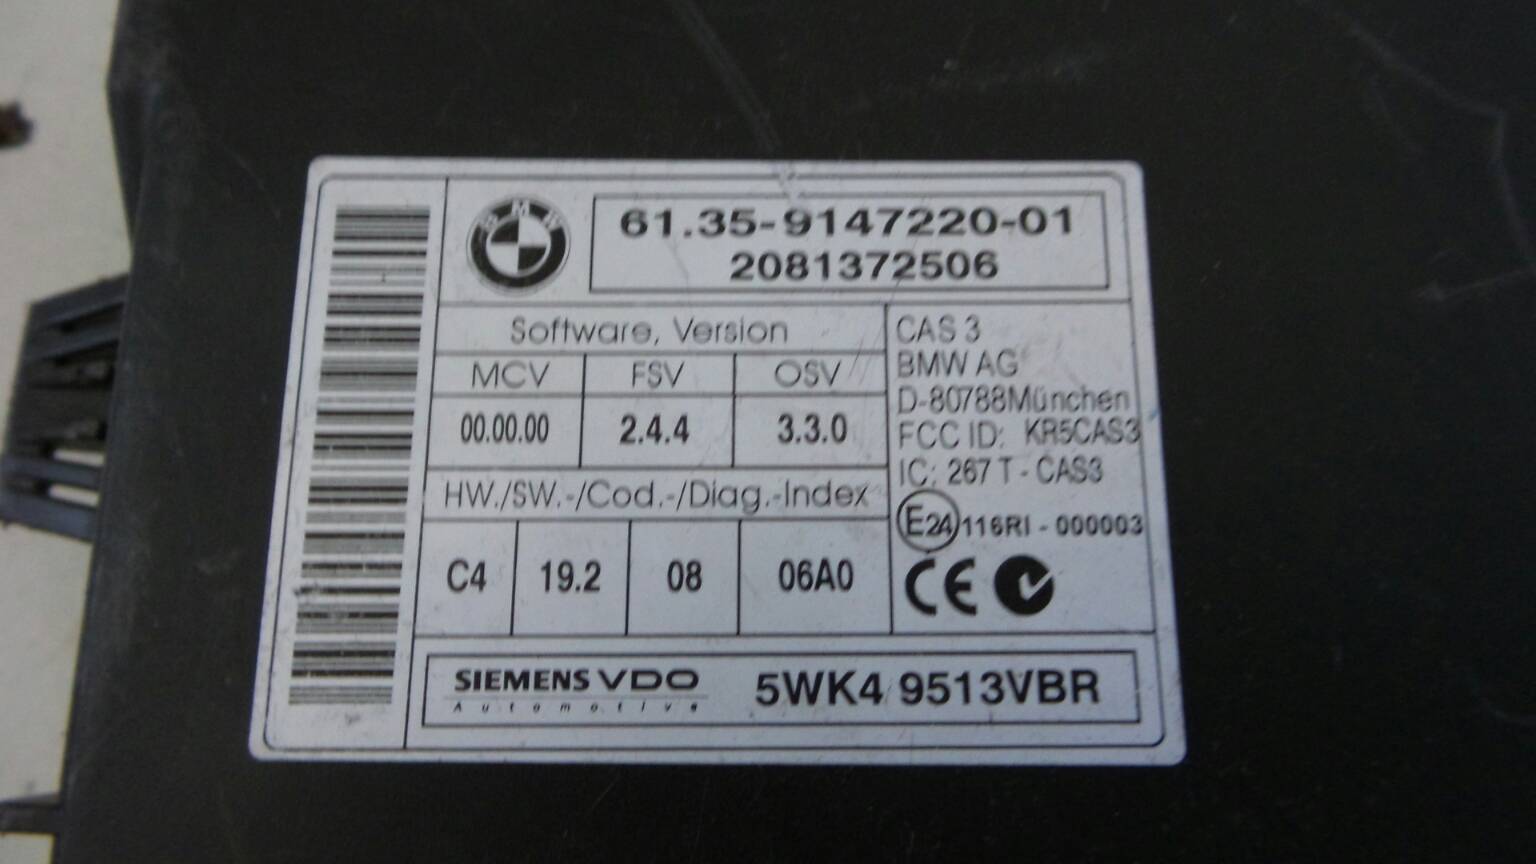 BMW
61.35-9147220-01
2081372506
Software, Version
MCV FSV OSV
00.00.00 2.4.4 3.3.0
HW./SW.-/Cod.-/Diag.-Index
C4 19.2 08 06A0
CAS 3
BMW AG
D-80788München
FCC ID: KR5CAS3
IC: 267 T - CAS3
E24 116RI - 000003
CE
SIEMENS VDO
Automotive
5WK4 9513VBR